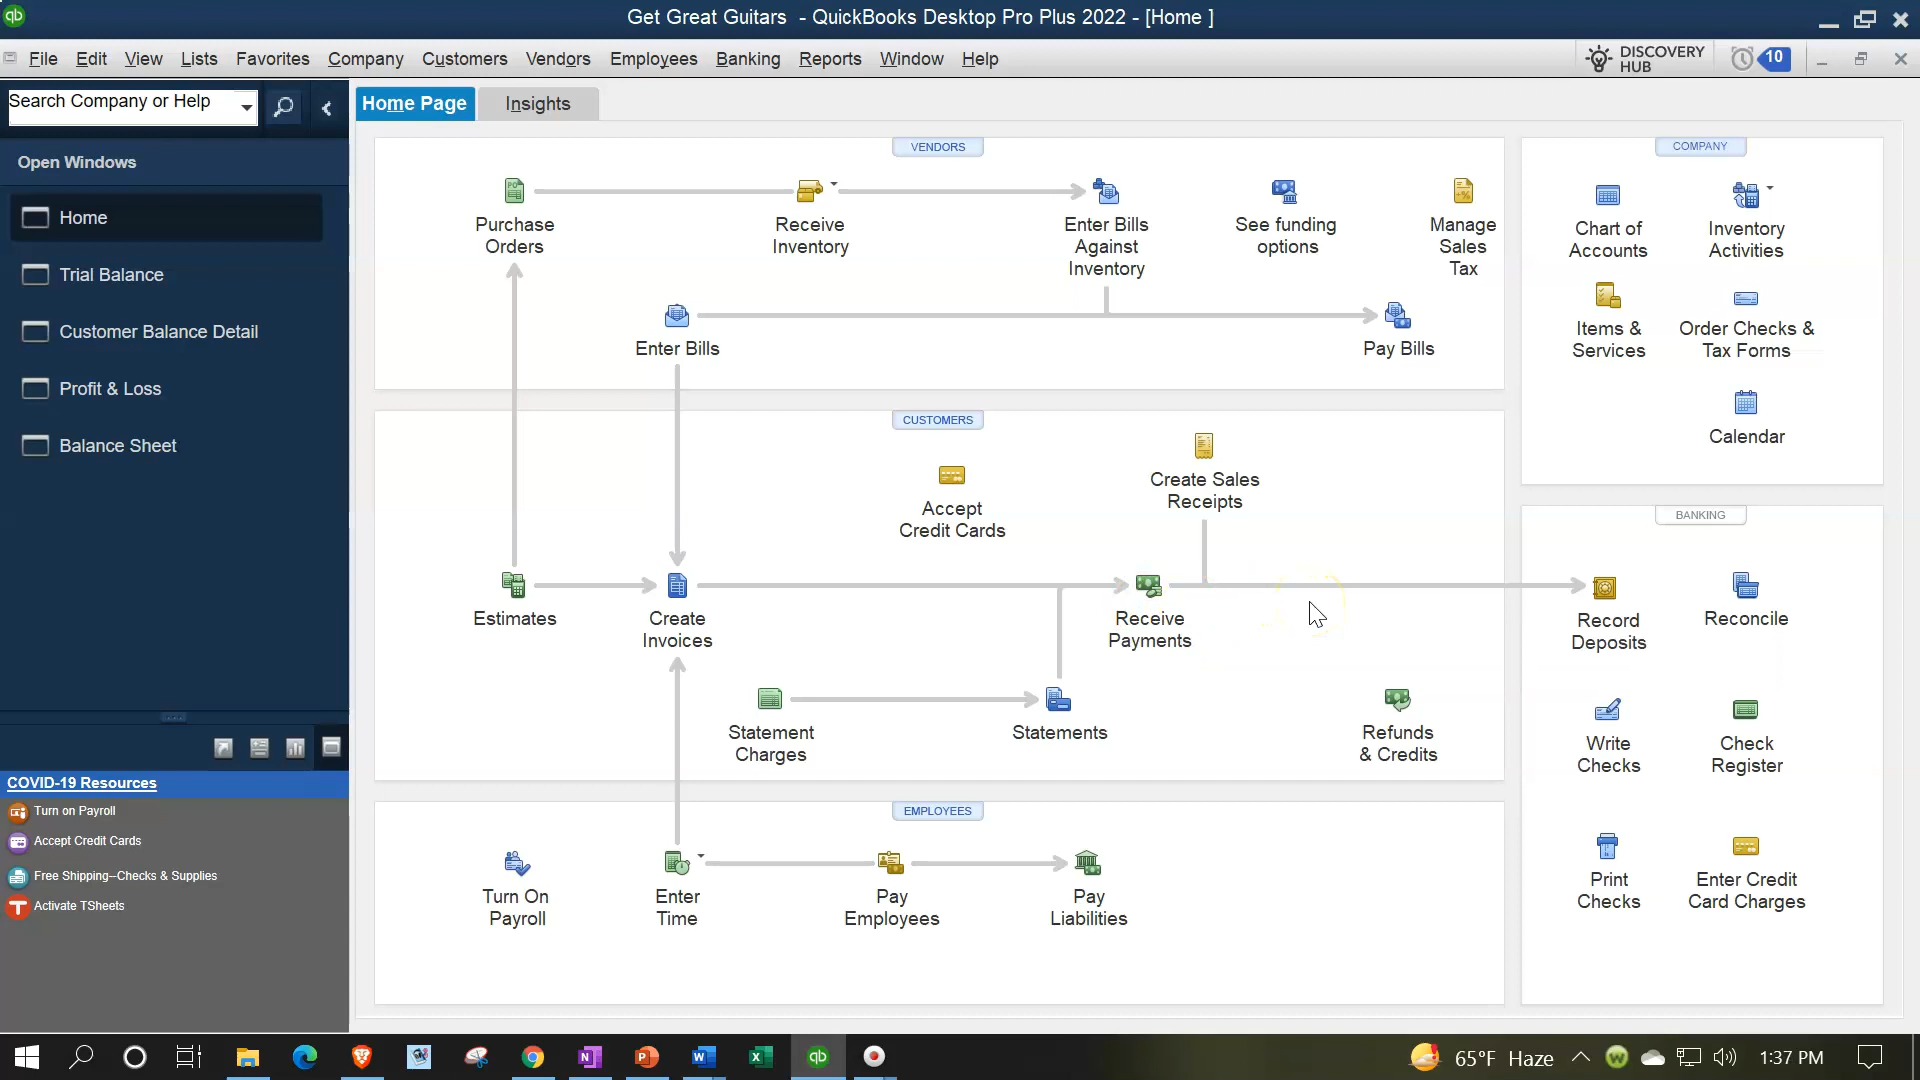 Get Great Guitars - QuickBooks Desktop Pro Plus 2022 - [Home ]
File Edit View Lists Favorites Company Customers Vendors Employees Banking Reports Window Help
DISCOVERY
HUB
10
Search Company or Help
Home Page
Insights
Open Windows
Home
Trial Balance
Customer Balance Detail
Profit & Loss
Balance Sheet
COVID-19 Resources
Turn on Payroll
Accept Credit Cards
Free Shipping--Checks & Supplies
Activate TSheets
VENDORS
Purchase
Orders
Receive
Inventory
Enter Bills
Against
Inventory
See funding
options
Manage
Sales
Tax
Enter Bills
Pay Bills
CUSTOMERS
Create Sales
Receipts
Accept
Credit Cards
Estimates
Create
Invoices
Receive
Payments
Statement
Charges
Statements
Refunds
& Credits
EMPLOYEES
Turn On
Payroll
Enter
Time
Pay
Employees
Pay
Liabilities
COMPANY
Chart of
Accounts
Inventory
Activities
Items &
Services
Order Checks &
Tax Forms
Calendar
BANKING
Record
Deposits
Reconcile
Write
Checks
Check
Register
Print
Checks
Enter Credit
Card Charges
65°F Haze
1:37 PM